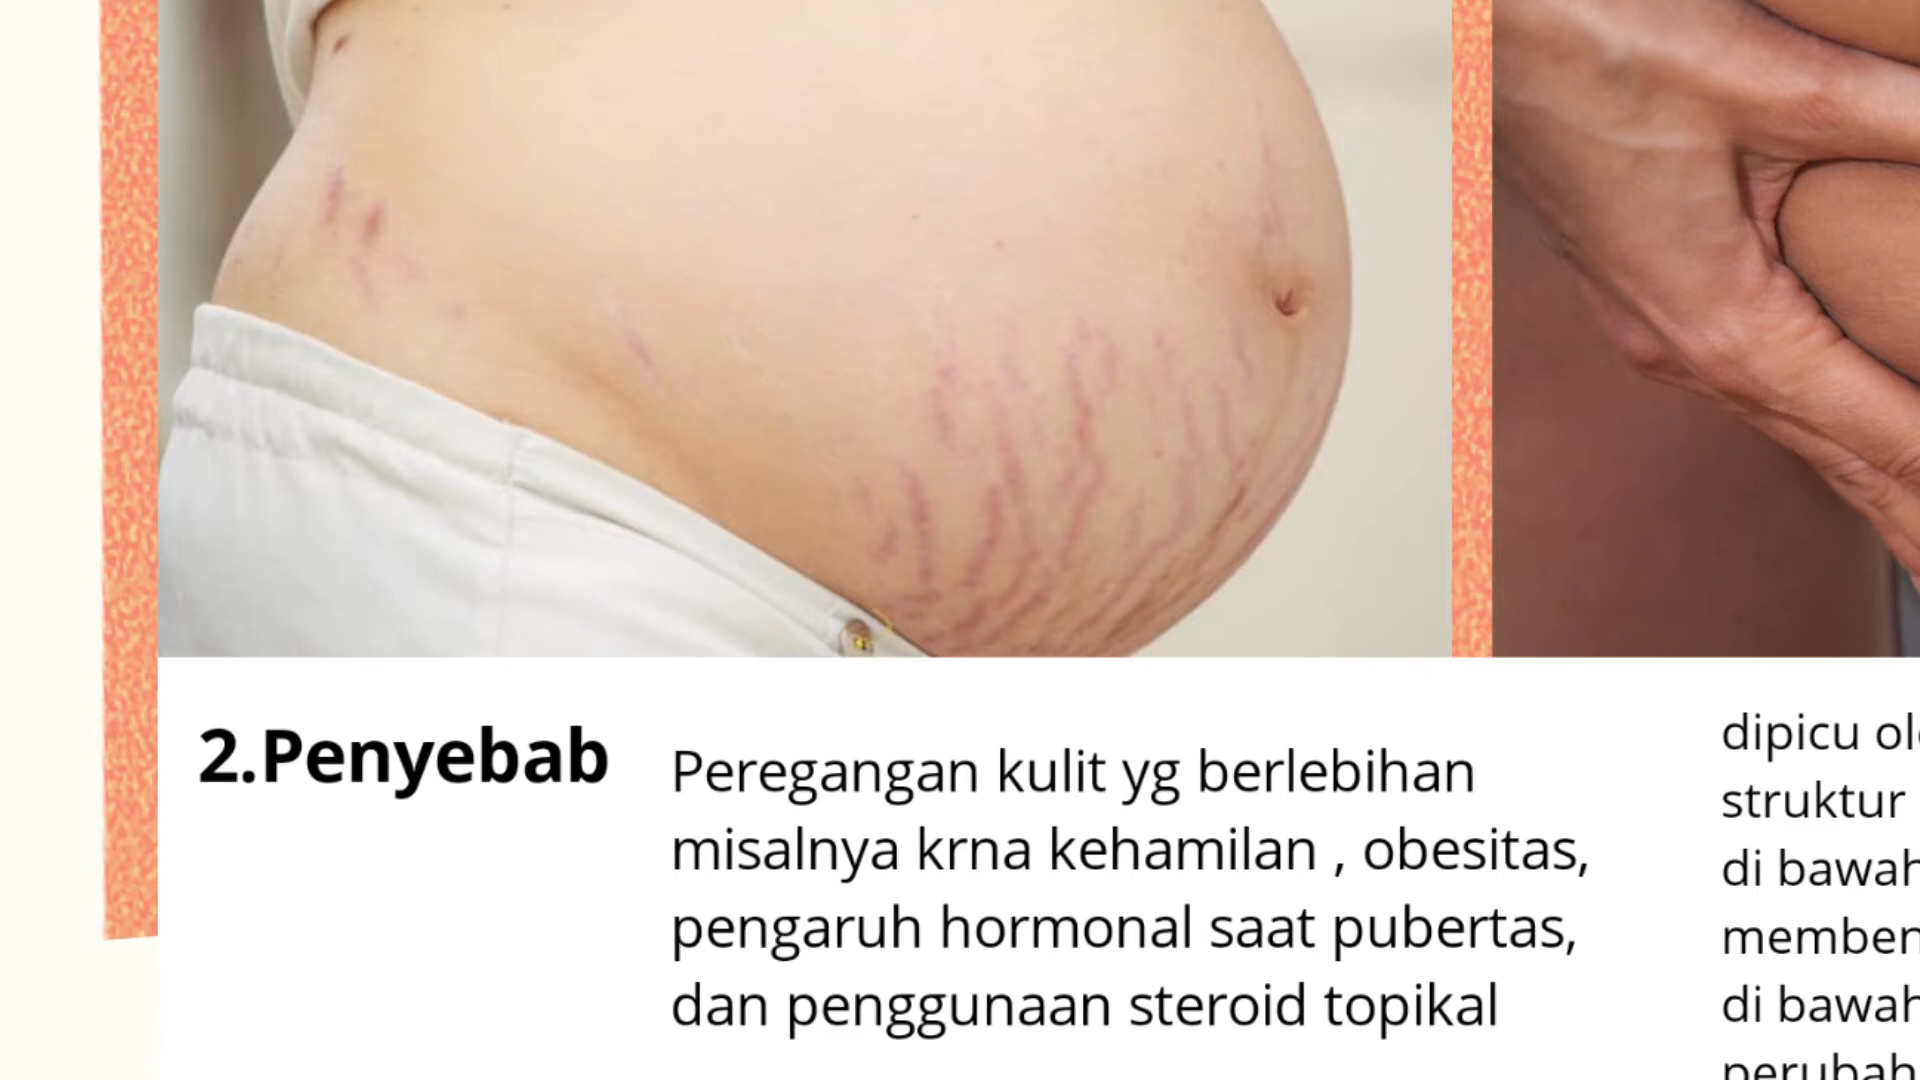 2.Penyebab
Peregangan kulit yg berlebihan
misalnya krna kehamilan , obesitas,
pengaruh hormonal saat pubertas,
dan penggunaan steroid topikal
dipicu
struktur
di bawah
di bawah